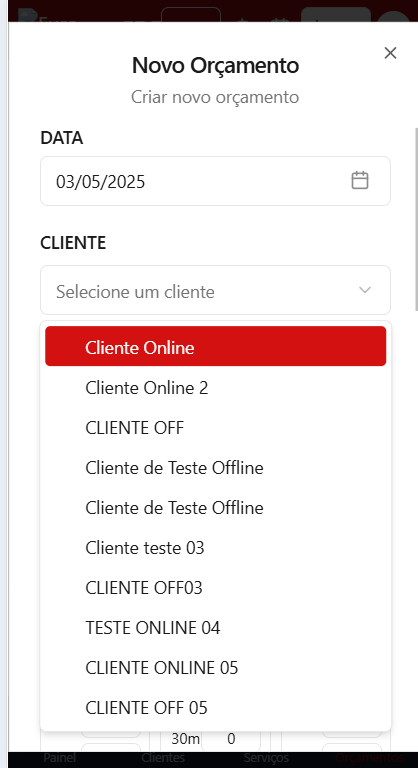 Novo Orçamento
Criar novo orçamento
DATA
03/05/2025
CLIENTE
Selecione um cliente
Cliente Online
Cliente Online 2
CLIENTE OFF
Cliente de Teste Offline
Cliente de Teste Offline
Cliente teste 03
CLIENTE OFF03
TESTE ONLINE 04
CLIENTE ONLINE 05
CLIENTE OFF 05
30m 0
Painel Clientes Serviços Orçamentos